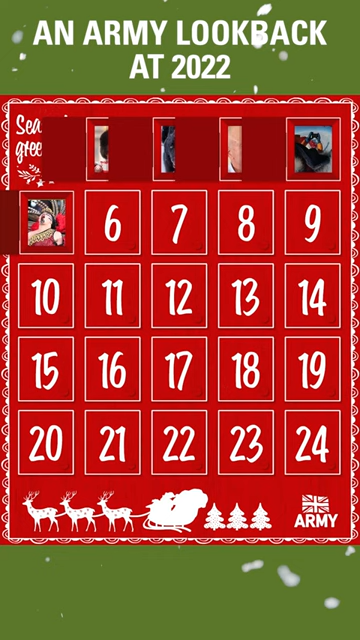 AN ARMY LOOKBACK
AT 2022
Sea
gree
6 7 8 9
10 11 12 13 14
15 16 17 18 19
20 21 22 23 24
ARMY